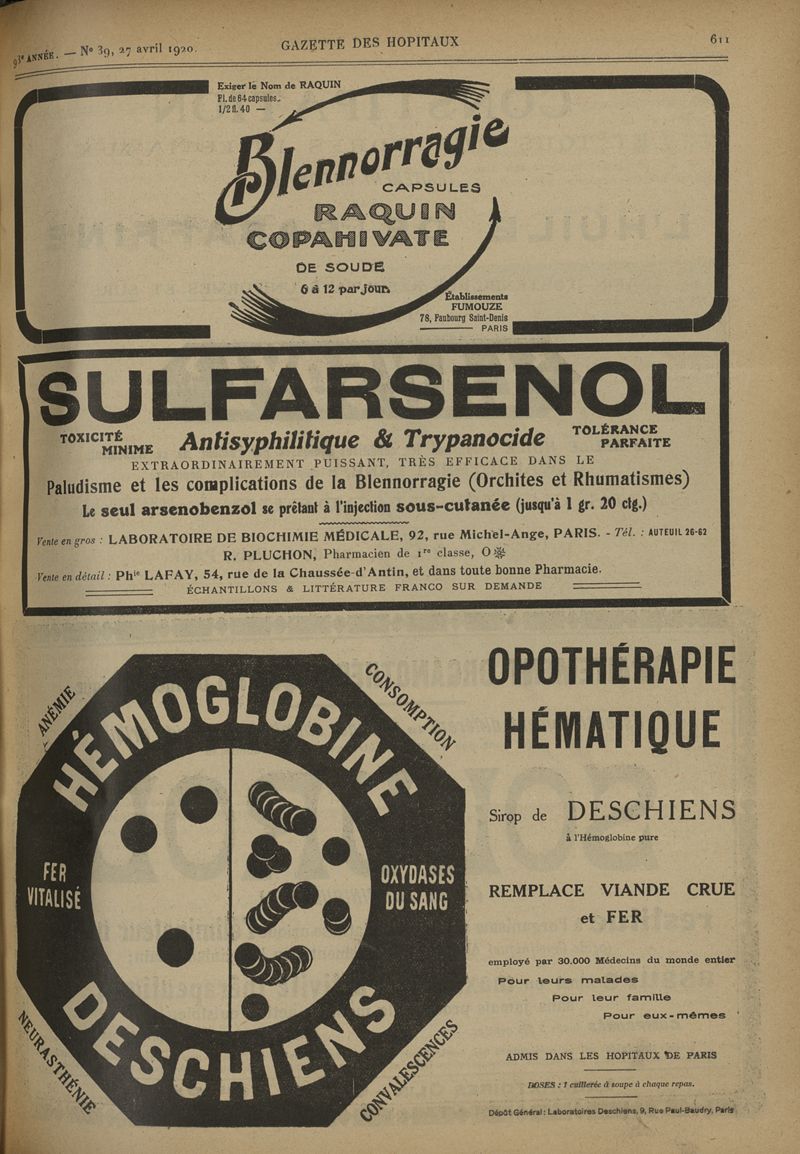 93e ANNÉE. — No 39, 27 avril 1920.
GAZETTE DES HOPITAUX
611
Exiger le Nom de RAQUIN
Fl. de 64 capsules.
1/2 fl. 40 —
Blennorragie
CAPSULES
RAQUIN
COPAHIVATE
DE SOUDE
6 à 12 par jour
Établissements
FUMOUZE
78, Faubourg Saint-Denis
PARIS
SULFARSENOL
TOXICITÉ MINIME
Antisyphilitique & Trypanocide
TOLÉRANCE PARFAITE
EXTRAORDINAIREMENT PUISSANT, TRÈS EFFICACE DANS LE
Paludisme et les complications de la Blennorragie (Orchites et Rhumatismes)
Le seul arsenobenzol se prêtant à l'injection sous-cutanée (jusqu'à 1 gr. 20 ctg.)
Vente en gros : LABORATOIRE DE BIOCHIMIE MÉDICALE, 92, rue Michel-Ange, PARIS. - Tél. : AUTEUIL 26-62
R. PLUCHON, Pharmacien de 1re classe, O
Vente en détail : Phie LAFAY, 54, rue de la Chaussée-d'Antin, et dans toute bonne Pharmacie.
ÉCHANTILLONS & LITTÉRATURE FRANCO SUR DEMANDE
ANÉMIE
CONSOMPTION
HÉMOGLOBINE
FER
VITALISÉ
OXYDASES
DU SANG
DESCHIENS
NEURASTHÉNIE
CONVALESCENCES
OPOTHÉRAPIE
HÉMATIQUE
Sirop de DESCHIENS
à l'Hémoglobine pure
REMPLACE VIANDE CRUE
et FER
employé par 30.000 Médecins du monde entier
Pour leurs malades
Pour leur famille
Pour eux-mêmes
ADMIS DANS LES HOPITAUX DE PARIS
DOSES : 1 cuillerée à soupe à chaque repas.
Dépôt Général : Laboratoires Deschiens, 9, Rue Paul-Baudry, Paris